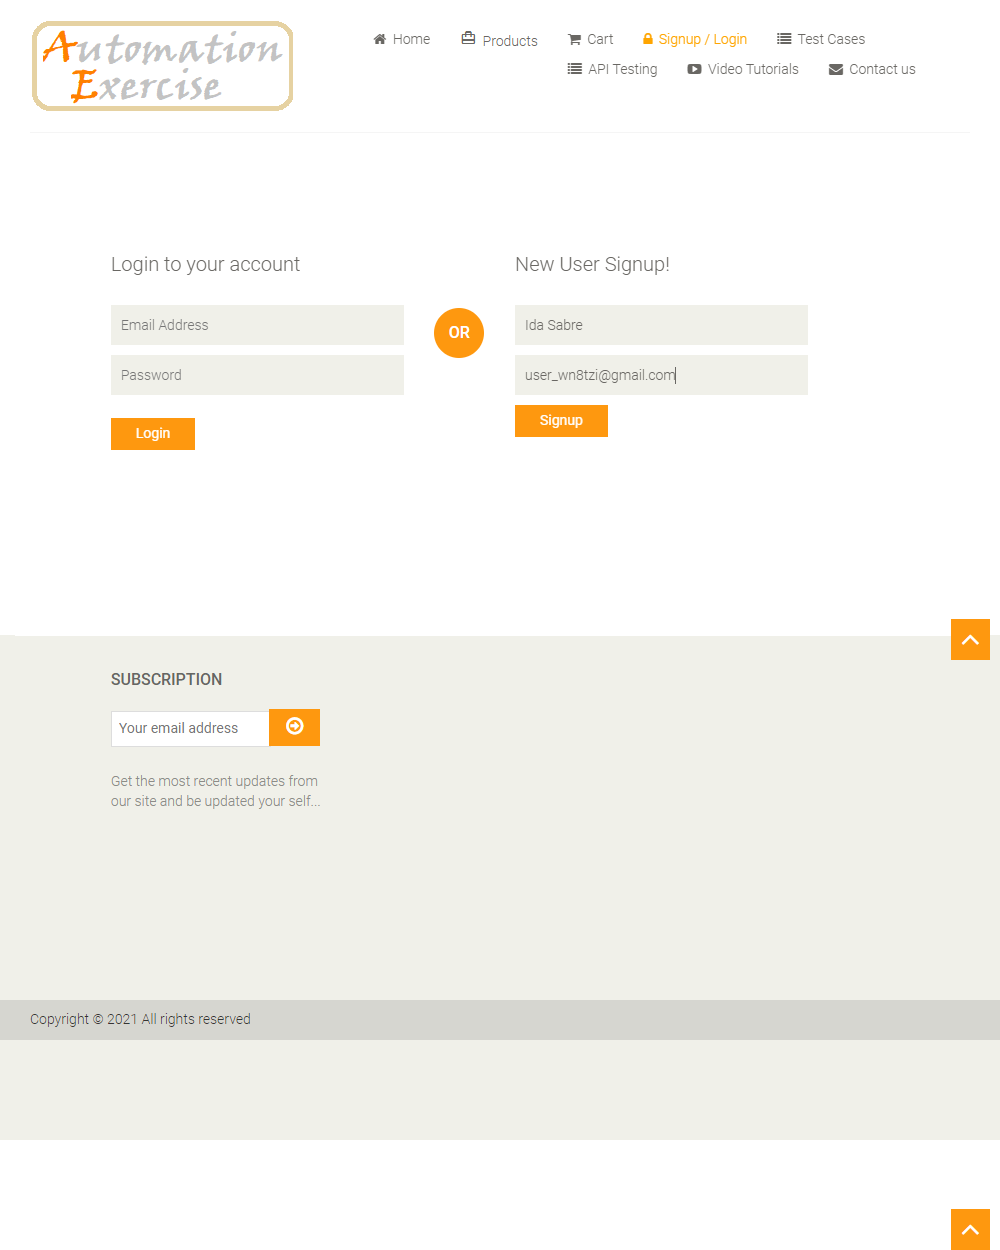 Automation
Exercise
Home
Products
Cart
Signup / Login
Test Cases
API Testing
Video Tutorials
Contact us
Login to your account
Email Address
Password
Login
OR
New User Signup!
Ida Sabre
user_wn8tzi@gmail.com
Signup
SUBSCRIPTION
Your email address
Get the most recent updates from
our site and be updated your self...
Copyright © 2021 All rights reserved